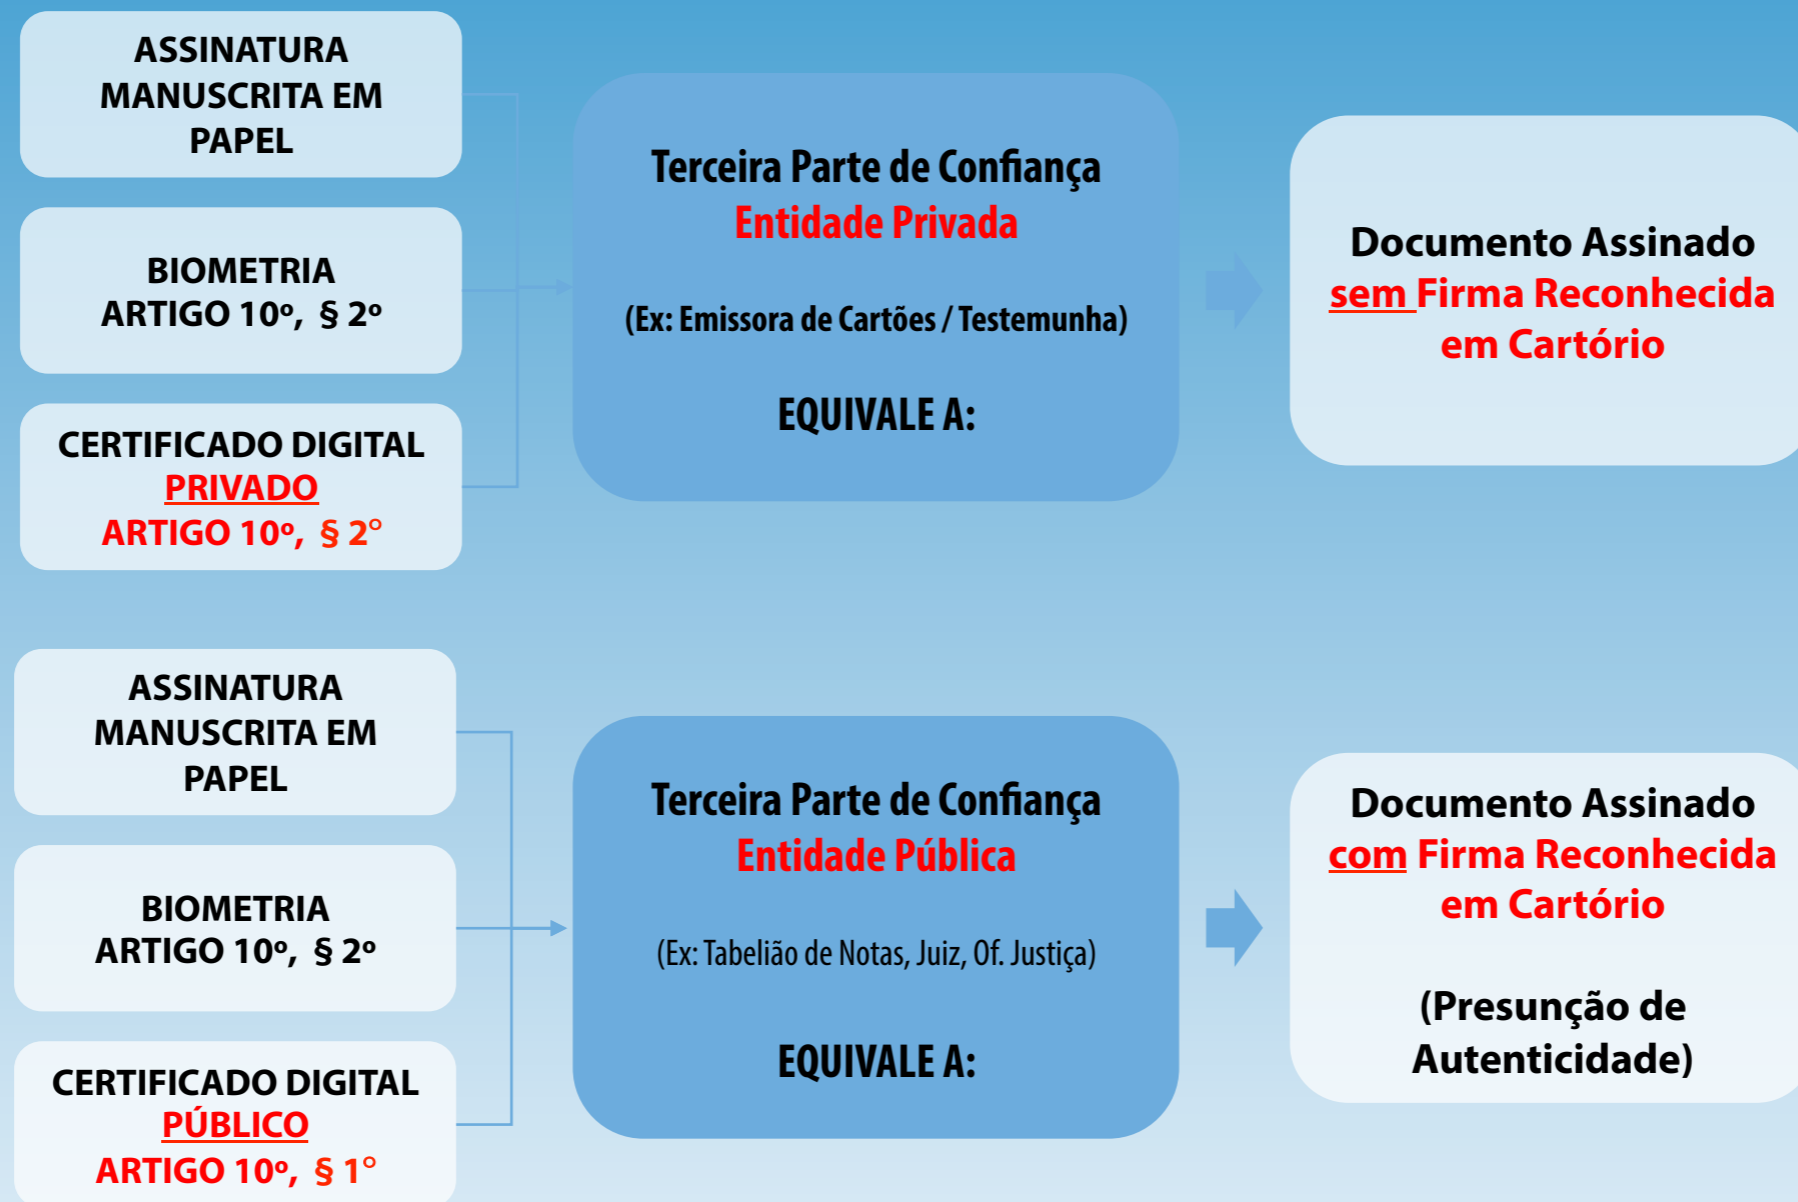 ASSINATURA
MANUSCRITA EM
PAPEL
BIOMETRIA
ARTIGO 10º, § 2º
CERTIFICADO DIGITAL
PRIVADO
ARTIGO 10º, § 2°
Terceira Parte de Confiança
Entidade Privada
(Ex: Emissora de Cartões / Testemunha)
EQUIVALE A:
Documento Assinado
sem Firma Reconhecida
em Cartório
ASSINATURA
MANUSCRITA EM
PAPEL
BIOMETRIA
ARTIGO 10º, § 2º
CERTIFICADO DIGITAL
PÚBLICO
ARTIGO 10º, § 1°
Terceira Parte de Confiança
Entidade Pública
(Ex: Tabelião de Notas, Juiz, Of. Justiça)
EQUIVALE A:
Documento Assinado
com Firma Reconhecida
em Cartório
(Presunção de
Autenticidade)